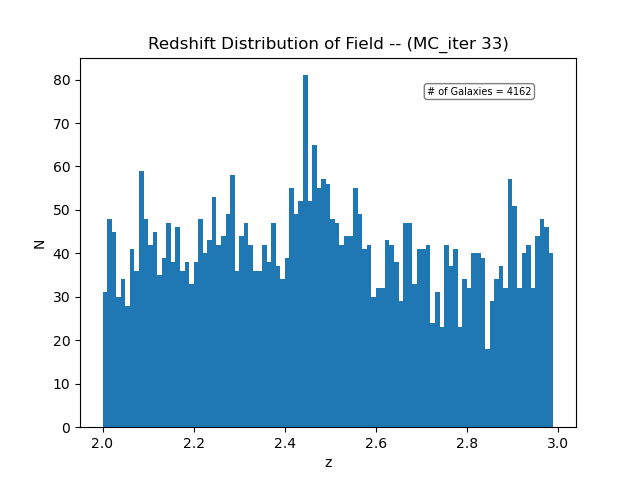 Redshift Distribution of Field -- (MC_iter 33)
# of Galaxies = 4162
N
80
70
60
50
40
30
20
10
0
2.0 2.2 2.4 2.6 2.8 3.0
z